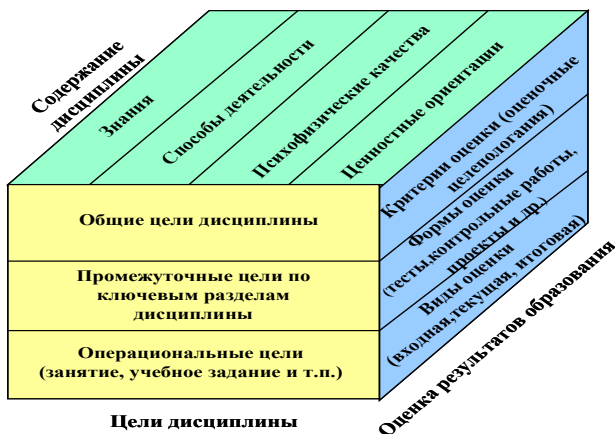 Содержание
дисциплины
Знания
Способы деятельности
Психофизические качества
Ценностные ориентации
Общие цели дисциплины
Промежуточные цели по
ключевым разделам
дисциплины
Операциональные цели
(занятие, учебное задание и т.п.)
Критерии оценки (оценочные
целепологания)
Формы оценки
(тесты,контрольные работы,
проекты и др.)
Виды оценки
(входная,текущая, итоговая)
Цели дисциплины
Оценка результатов образования